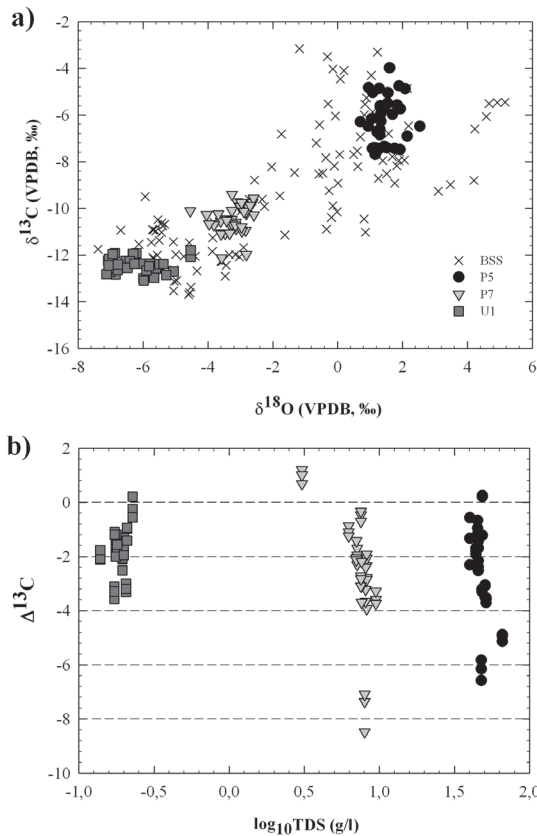 a)
-2
-4
-6
-8
-10
-12
-14
-16
δ13C (VPDB, ‰)
BSS
P5
P7
U1
-8 -6 -4 -2 0 2 4 6
δ18O (VPDB, ‰)
b)
2
0
-2
-4
-6
-8
-10
Δ13C
-1,0 -0,5 0,0 0,5 1,0 1,5 2,0
log10TDS (g/l)